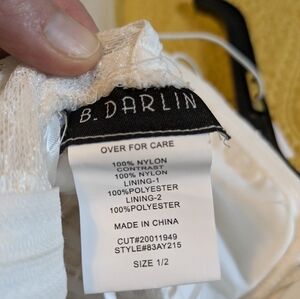 B. DARLIN
OVER FOR CARE
100% NYLON
CONTRAST
100% NYLON
LINING-1
100%POLYESTER
LINING-2
100%POLYESTER
MADE IN CHINA
CUT#20011949
STYLE#83AY215
SIZE 1/2